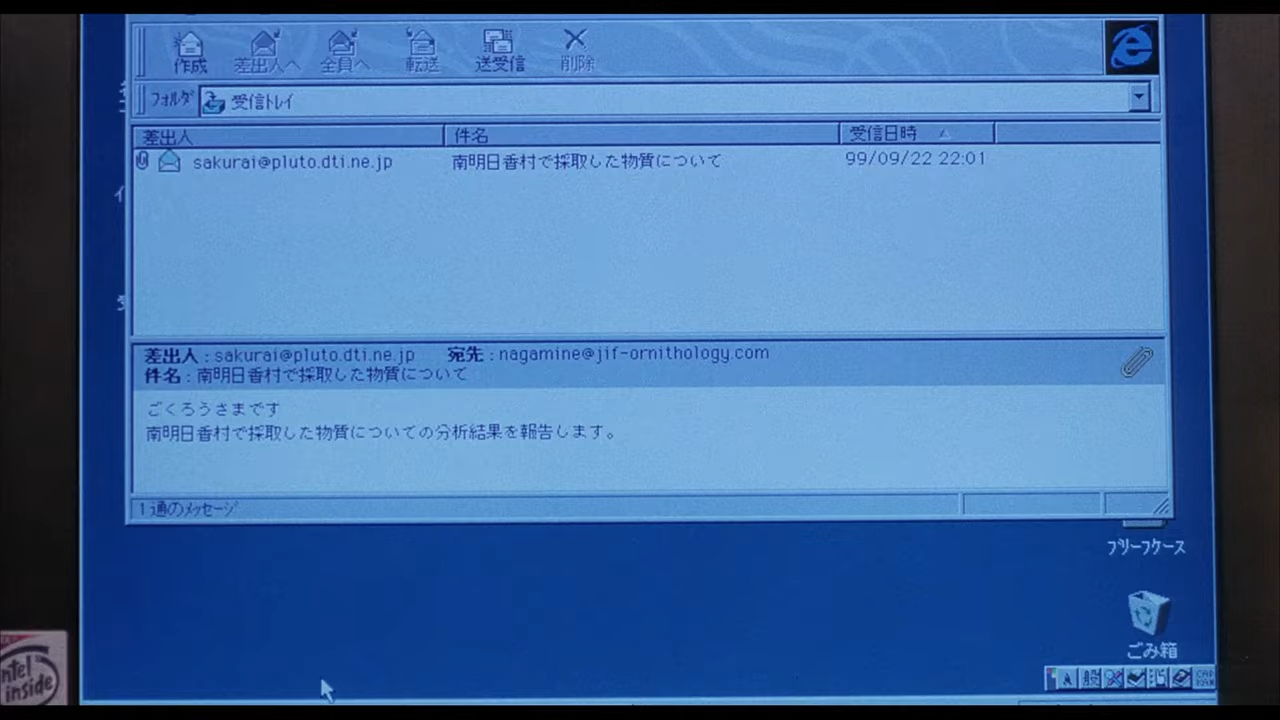 作成 差出人へ 全員へ 転送 送受信 削除
フォルダ 受信トレイ
差出人 件名 受信日時
sakurai@pluto.dti.ne.jp 南明日香村で採取した物質について 99/09/22 22:01
差出人 : sakurai@pluto.dti.ne.jp 宛先 : nagamine@jif-ornithology.com
件名 : 南明日香村で採取した物質について
ごくろうさまです
南明日香村で採取した物質についての分析結果を報告します。
1通のメッセージ
ブリーフケース
ごみ箱
A 般
intel
inside